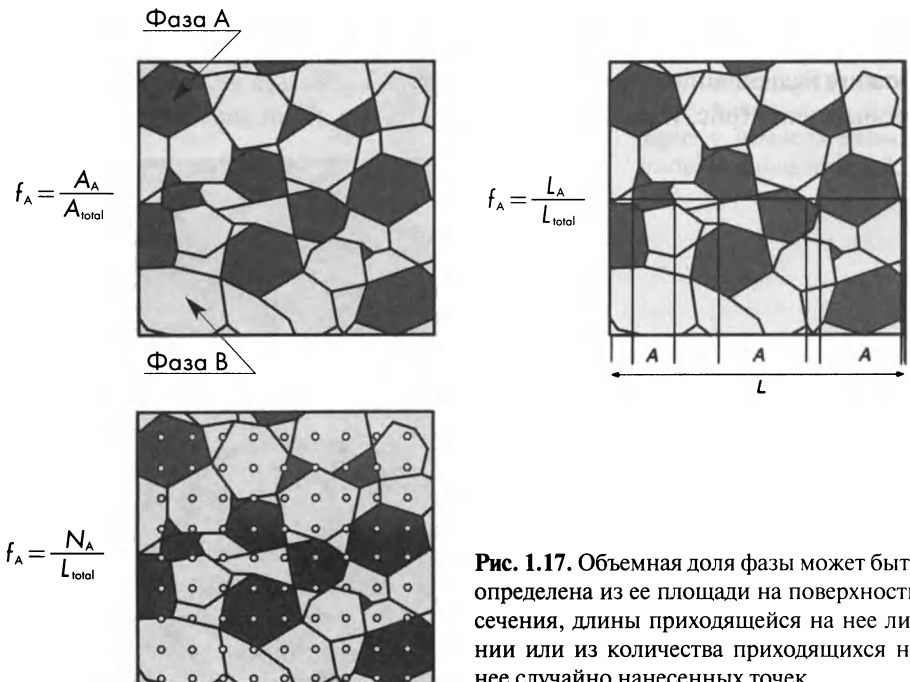 Фаза А
f_A = A_A / A_total
Фаза В
f_A = L_A / L_total
A A A
L
f_A = N_A / L_total
Рис. 1.17. Объемная доля фазы может быт
определена из ее площади на поверхност
сечения, длины приходящейся на нее ли
нии или из количества приходящихся н
нее случайно нанесенных точек